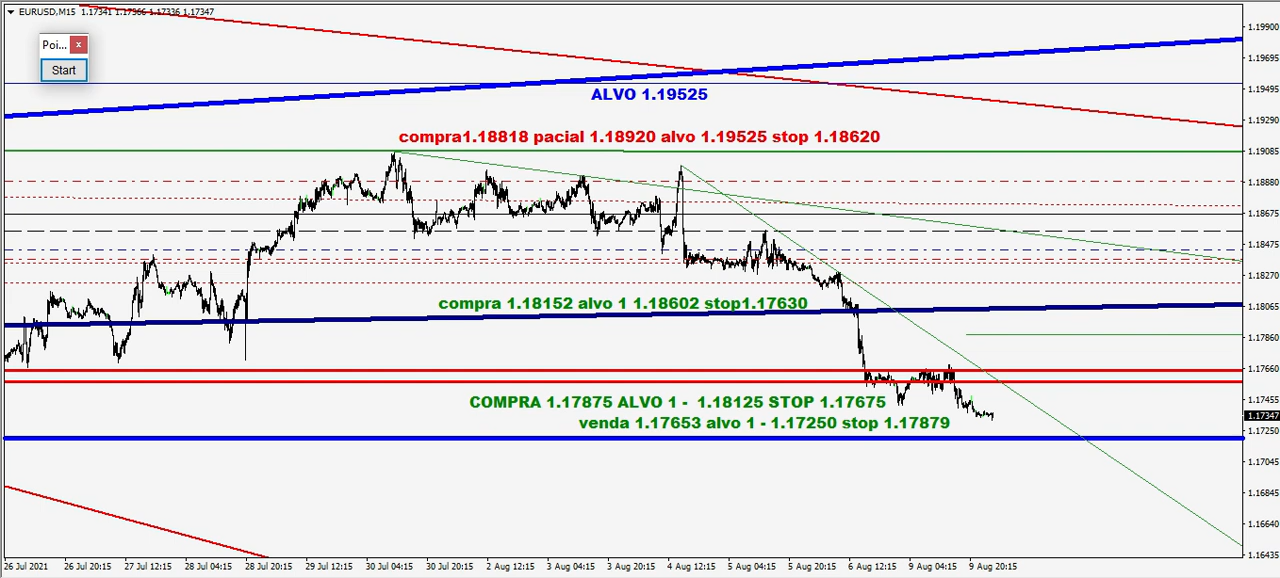 EURUSD,M15 1.17341 1.17366 1.17336 1.17347
Poi... x
Start
ALVO 1.19525
compra1.18818 pacial 1.18920 alvo 1.19525 stop 1.18620
compra 1.18152 alvo 1 1.18602 stop1.17630
COMPRA 1.17875 ALVO 1 - 1.18125 STOP 1.17675
venda 1.17653 alvo 1 - 1.17250 stop 1.17879
1.19900
1.19695
1.19495
1.19290
1.19085
1.18880
1.18675
1.18475
1.18270
1.18065
1.17860
1.17660
1.17455
1.17347
1.17250
1.17045
1.16845
1.16640
1.16435
26 Jul 2021 26 Jul 20:15 27 Jul 12:15 28 Jul 04:15 28 Jul 20:15 29 Jul 12:15 30 Jul 04:15 30 Jul 20:15 2 Aug 12:15 3 Aug 04:15 3 Aug 20:15 4 Aug 12:15 5 Aug 04:15 5 Aug 20:15 6 Aug 12:15 9 Aug 04:15 9 Aug 20:15